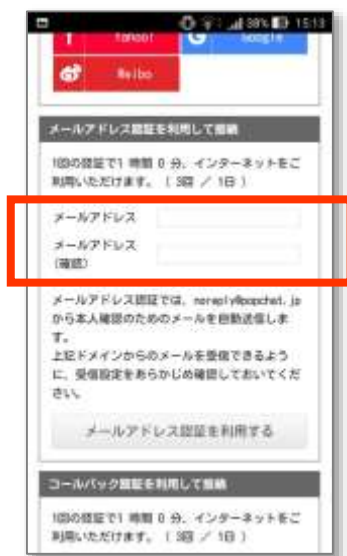 38% 15:13
Yahoo!
Google
Weibo
メールアドレス認証を利用して接続
1回の認証で1 時間 0 分、インターネットをご
利用いただけます。（ 3回 ／ 1日 ）
メールアドレス
メールアドレス
(確認)
メールアドレス認証では、noreply@popchat.jp
から本人確認のためのメールを自動送信しま
す。
上記ドメインからのメールを受信できるよう
に、受信設定をあらかじめ確認しておいてくだ
さい。
メールアドレス認証を利用する
コールバック認証を利用して接続
1回の認証で1 時間 0 分、インターネットをご
利用いただけます。（ 3回 ／ 1日 ）